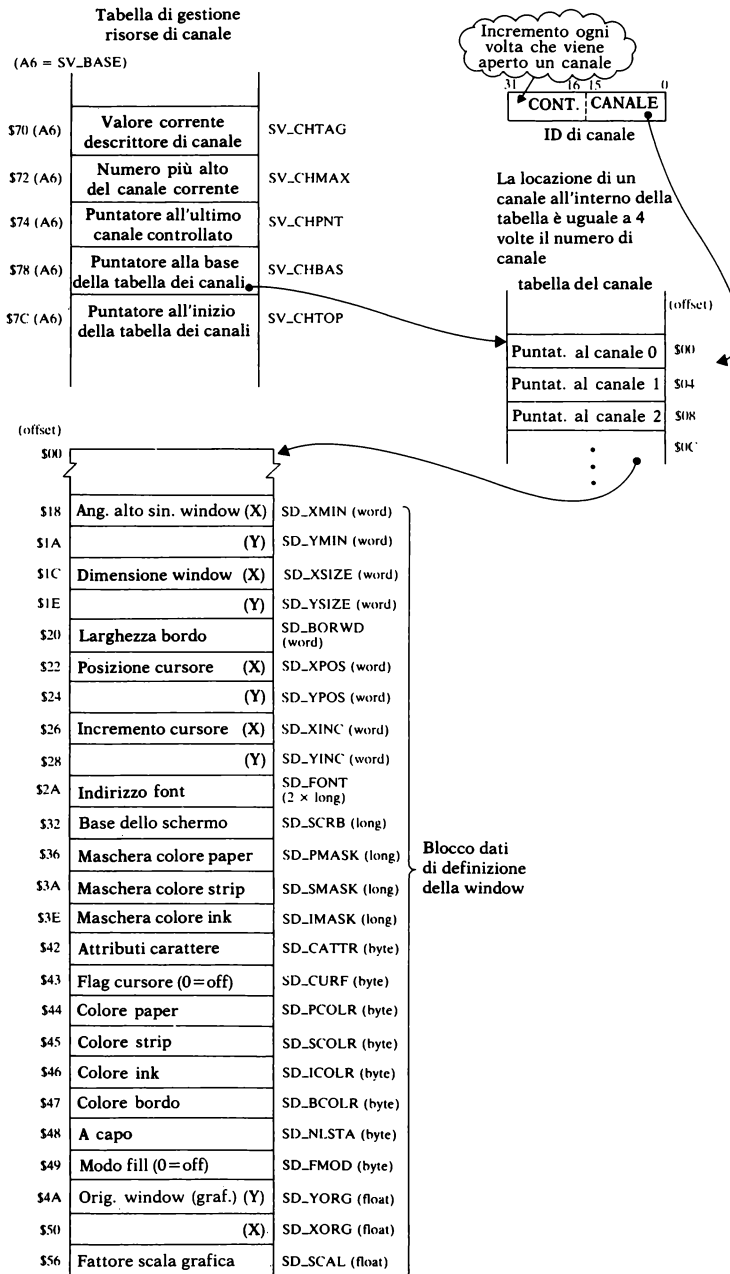 Tabella di gestione
risorse di canale
(A6 = SV_BASE)
$70 (A6) Valore corrente descrittore di canale SV_CHTAG
$72 (A6) Numero più alto del canale corrente SV_CHMAX
$74 (A6) Puntatore all'ultimo canale controllato SV_CHPNT
$78 (A6) Puntatore alla base della tabella dei canali SV_CHBAS
$7C (A6) Puntatore all'inizio della tabella dei canali SV_CHTOP
Incremento ogni
volta che viene
aperto un canale
31 16 15 0
CONT. CANALE
ID di canale
La locazione di un
canale all'interno della
tabella è uguale a 4
volte il numero di
canale
tabella del canale
(offset)
Puntat. al canale 0 $00
Puntat. al canale 1 $04
Puntat. al canale 2 $08
$0C
(offset)
$00
$18 Ang. alto sin. window (X) SD_XMIN (word)
$1A (Y) SD_YMIN (word)
$1C Dimensione window (X) SD_XSIZE (word)
$1E (Y) SD_YSIZE (word)
$20 Larghezza bordo SD_BORWD (word)
$22 Posizione cursore (X) SD_XPOS (word)
$24 (Y) SD_YPOS (word)
$26 Incremento cursore (X) SD_XINC (word)
$28 (Y) SD_YINC (word)
$2A Indirizzo font SD_FONT (2 × long)
$32 Base dello schermo SD_SCRB (long)
$36 Maschera colore paper SD_PMASK (long)
$3A Maschera colore strip SD_SMASK (long)
$3E Maschera colore ink SD_IMASK (long)
$42 Attributi carattere SD_CATTR (byte)
$43 Flag cursore (0=off) SD_CURF (byte)
$44 Colore paper SD_PCOLR (byte)
$45 Colore strip SD_SCOLR (byte)
$46 Colore ink SD_ICOLR (byte)
$47 Colore bordo SD_BCOLR (byte)
$48 A capo SD_NLSTA (byte)
$49 Modo fill (0=off) SD_FMOD (byte)
$4A Orig. window (graf.) (Y) SD_YORG (float)
$50 (X) SD_XORG (float)
$56 Fattore scala grafica SD_SCAL (float)
Blocco dati
di definizione
della window